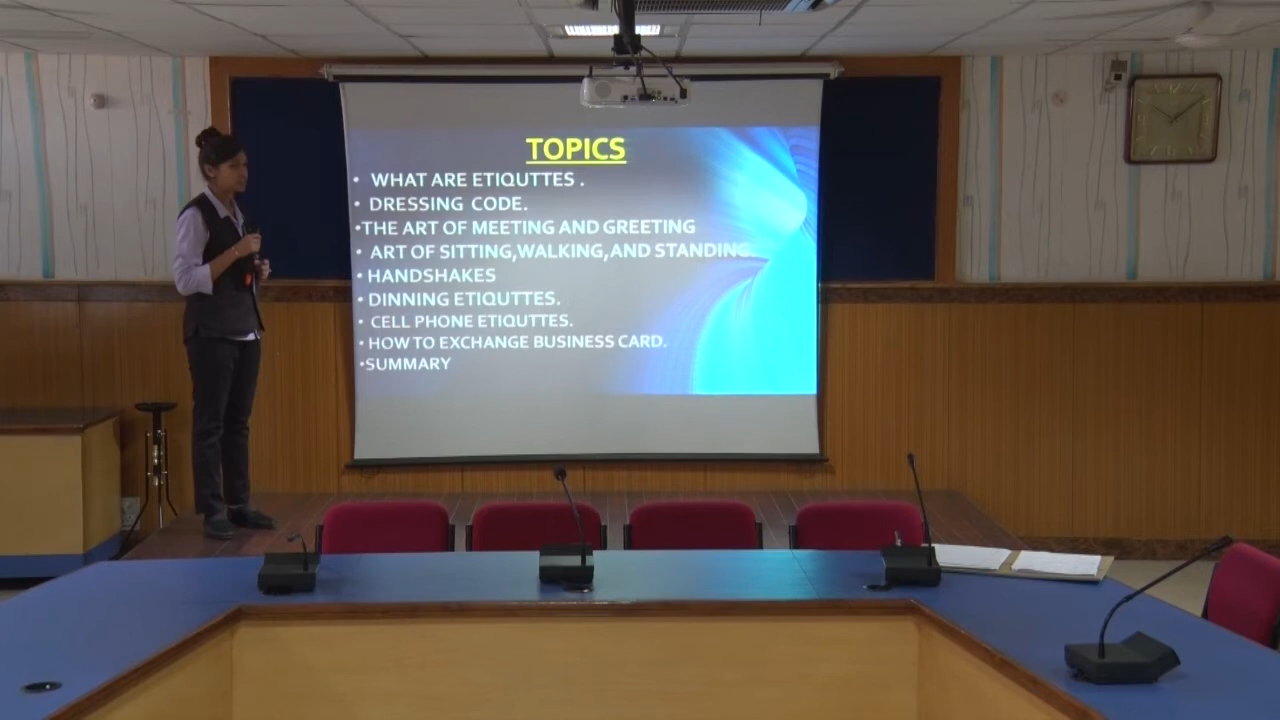 TOPICS
• WHAT ARE ETIQUTTES .
• DRESSING CODE.
•THE ART OF MEETING AND GREETING
• ART OF SITTING,WALKING,AND STANDING.
• HANDSHAKES
• DINNING ETIQUTTES.
• CELL PHONE ETIQUTTES.
• HOW TO EXCHANGE BUSINESS CARD.
•SUMMARY